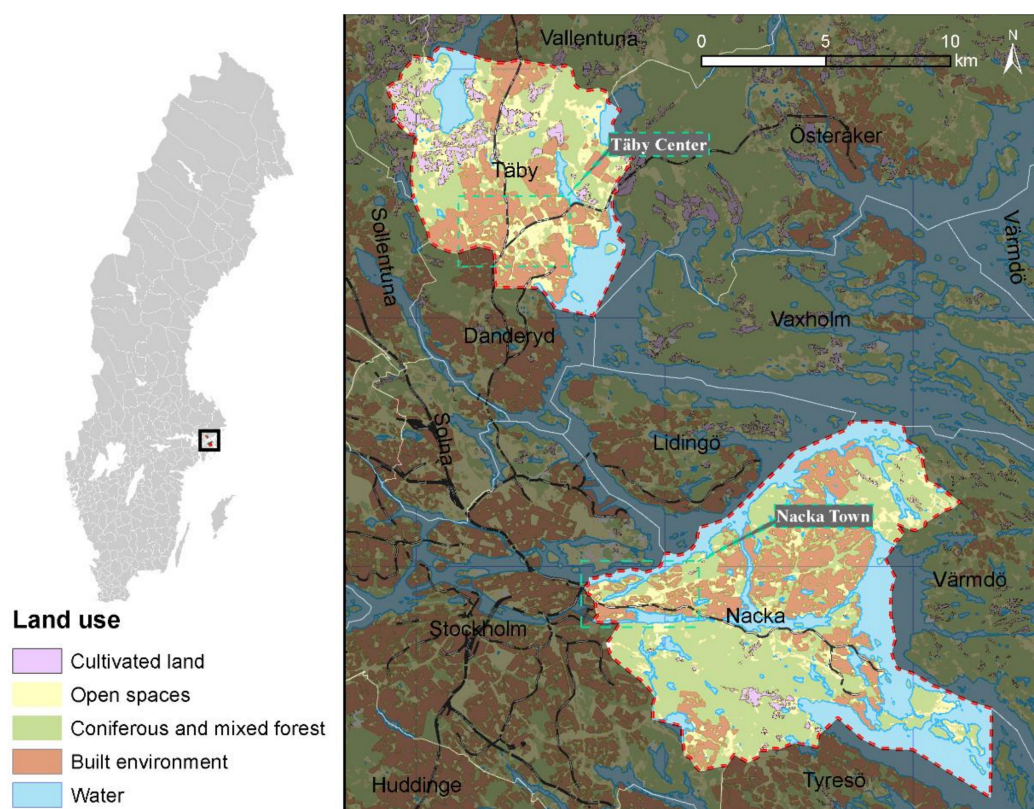 Land use
Cultivated land
Open spaces
Coniferous and mixed forest
Built environment
Water
Vallentuna
0 5 10
km
N
Österåker
Täby Center
Täby
Sollentuna
Värmdö
Vaxholm
Danderyd
Solna
Lidingö
Nacka Town
Värmdö
Nacka
Stockholm
Huddinge
Tyresö